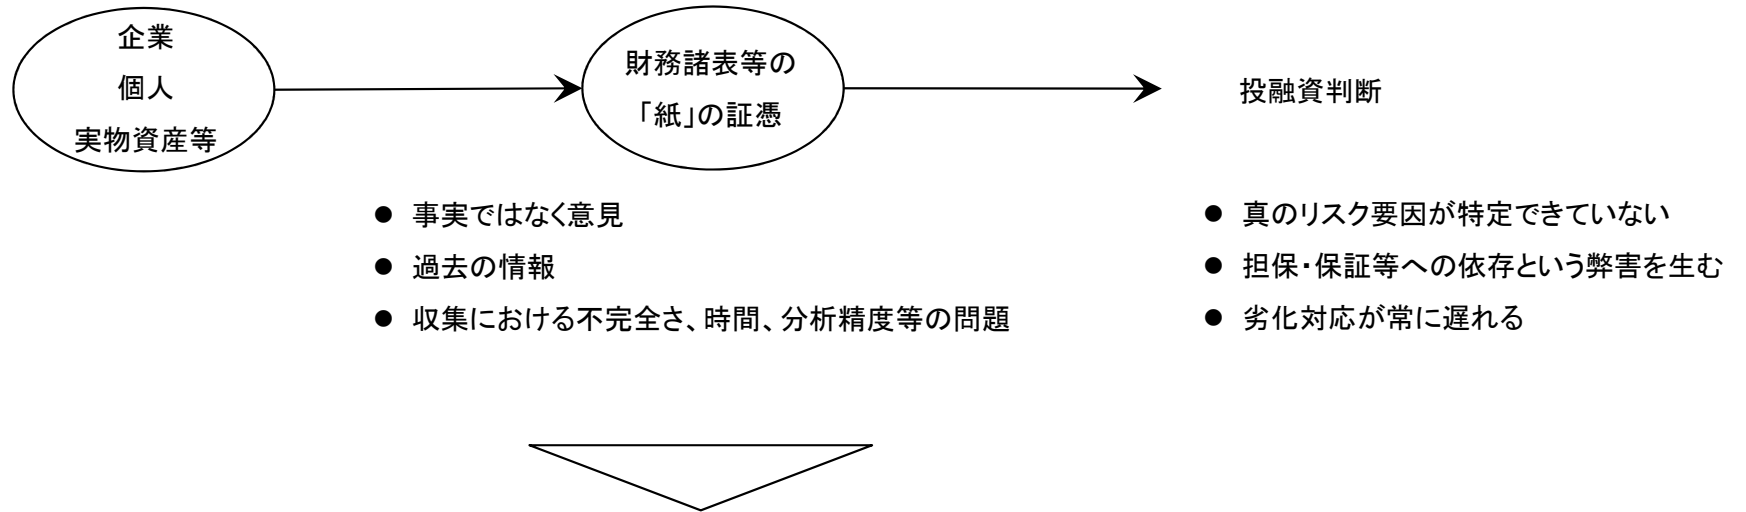 企業
個人
実物資産等
財務諸表等の
「紙」の証憑
投融資判断
● 事実ではなく意見
● 過去の情報
● 収集における不完全さ、時間、分析精度等の問題
● 真のリスク要因が特定できていない
● 担保・保証等への依存という弊害を生む
● 劣化対応が常に遅れる